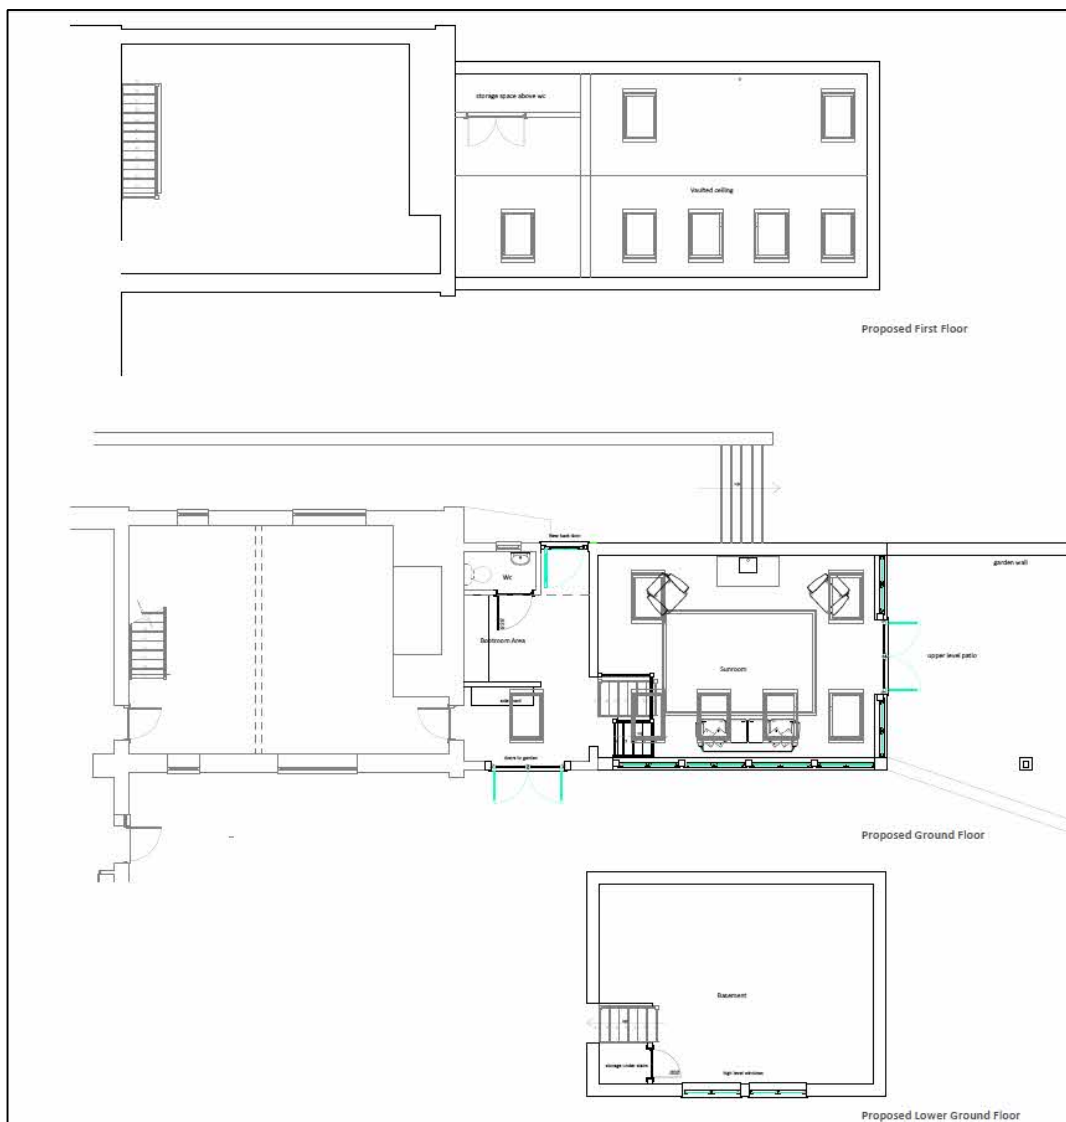 storage space above wc
Vaulted ceiling
Proposed First Floor
New back door
garden wall
Wc
Bootroom Area
Sunroom
upper level patio
doors to garden
Proposed Ground Floor
Basement
storage under stairs
high level windows
Proposed Lower Ground Floor